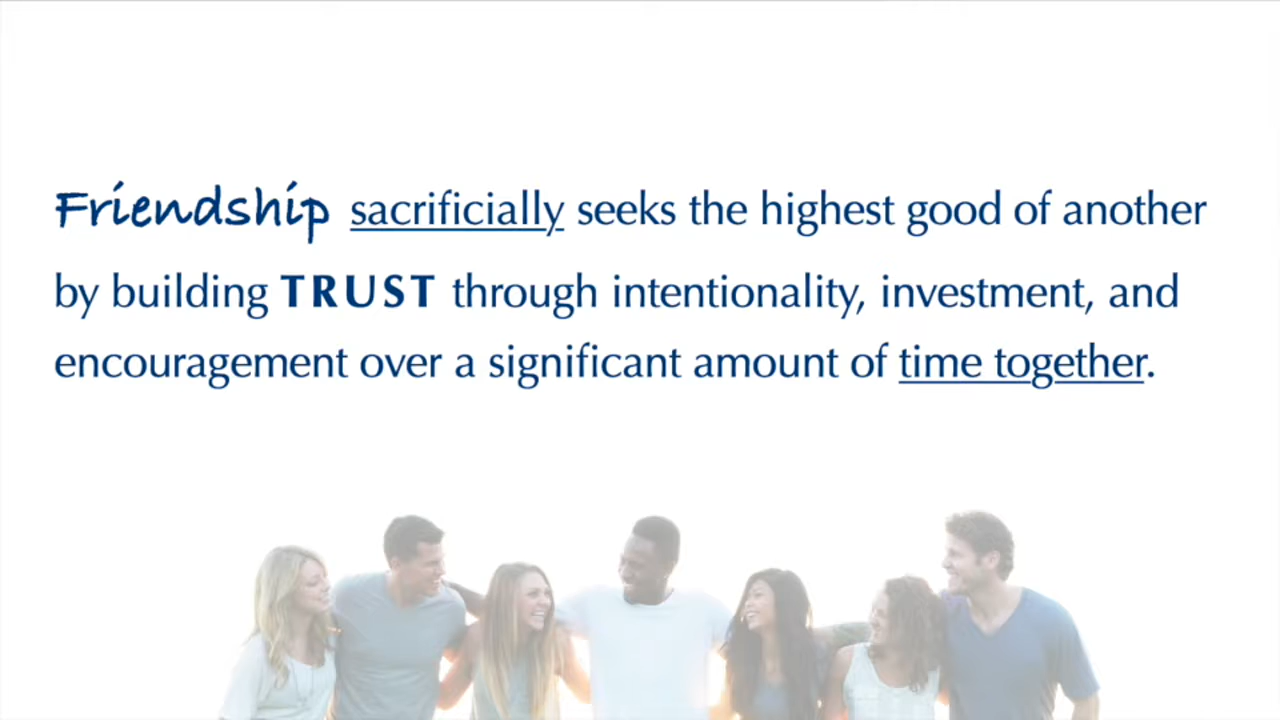 Friendship sacrificially seeks the highest good of another
by building TRUST through intentionality, investment, and
encouragement over a significant amount of time together.